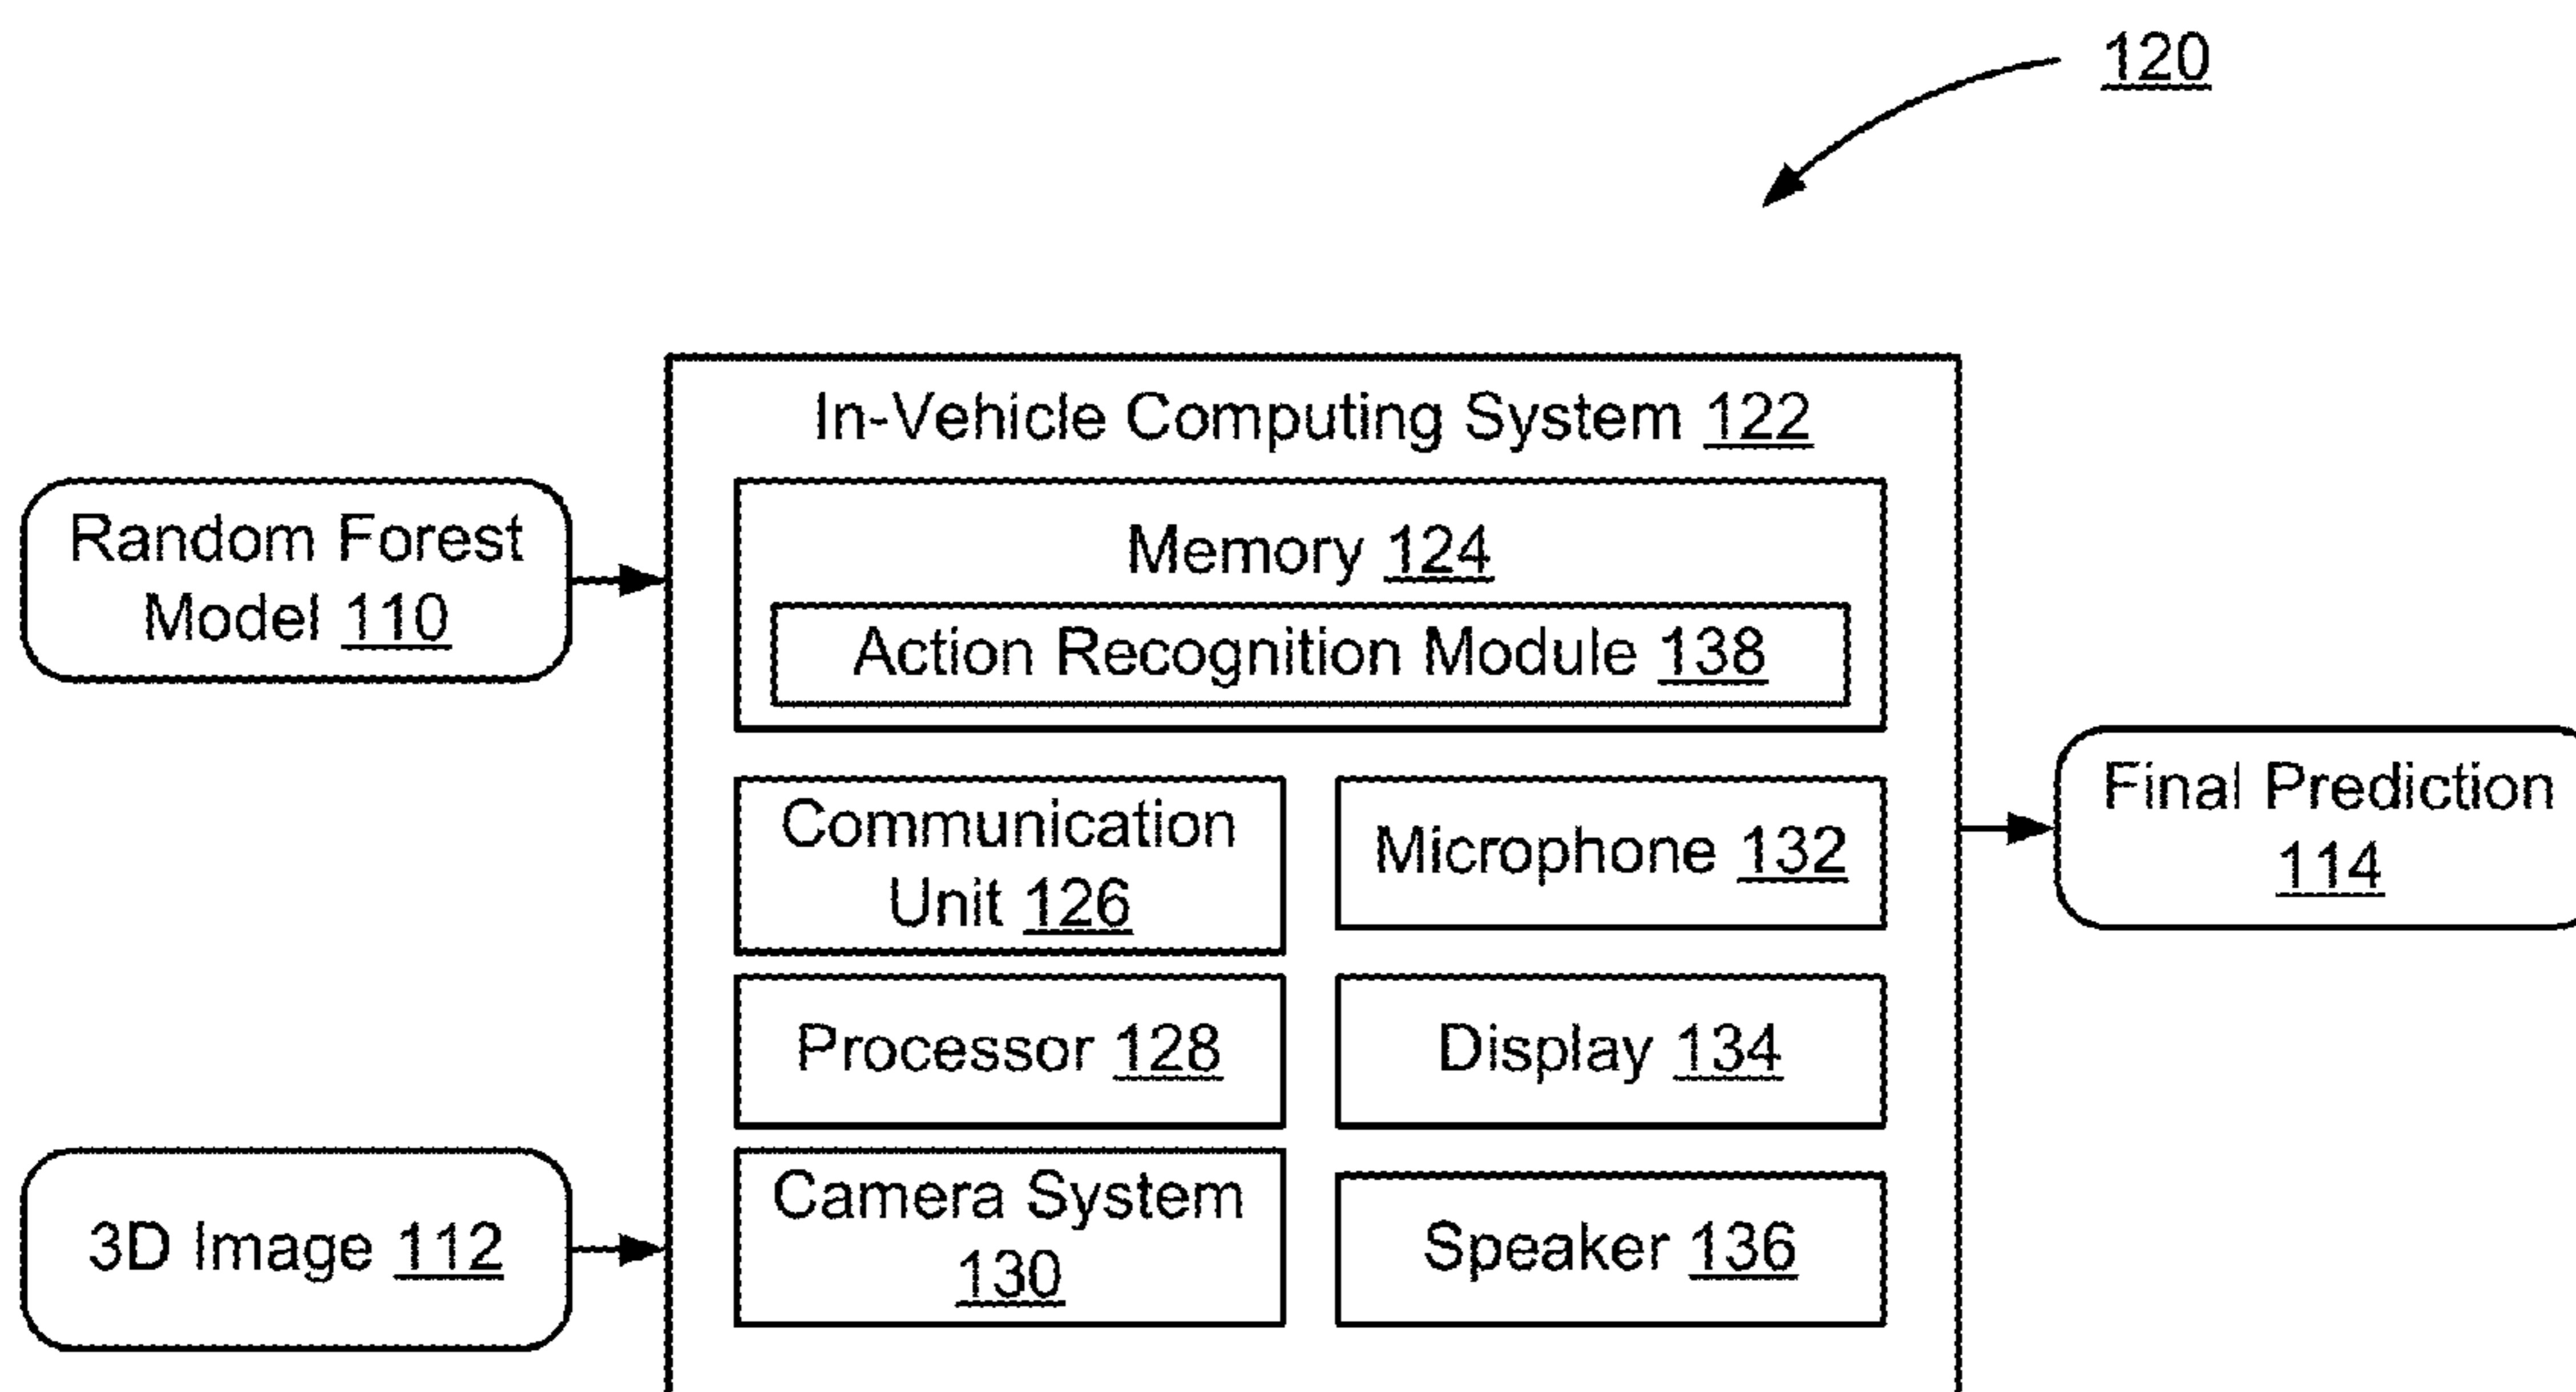 120
In-Vehicle Computing System 122
Random Forest
Model 110
Memory 124
Action Recognition Module 138
Communication
Unit 126
Microphone 132
Final Prediction
114
Processor 128
Display 134
3D Image 112
Camera System
130
Speaker 136